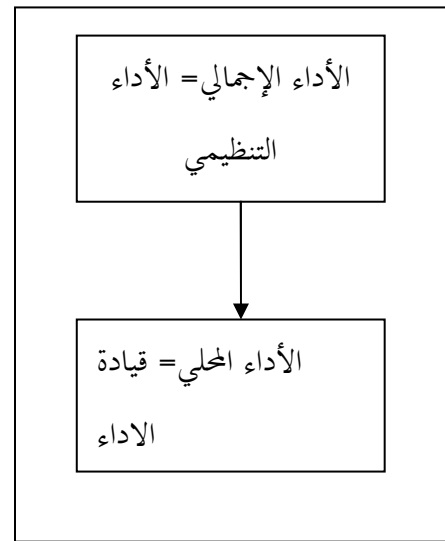 الأداء الإجمالي= الأداء
التنظيمي
الأداء المحلي= قيادة
الاداء